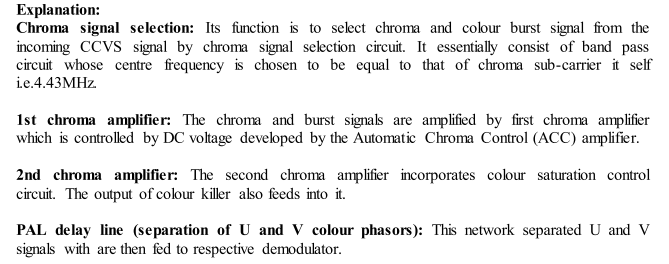 Explanation:
Chroma signal selection: Its function is to select chroma and colour burst signal from the
incoming CCVS signal by chroma signal selection circuit. It essentially consist of band pass
circuit whose centre frequency is chosen to be equal to that of chroma sub-carrier it self
i.e.4.43MHz.
1st chroma amplifier: The chroma and burst signals are amplified by first chroma amplifier
which is controlled by DC voltage developed by the Automatic Chroma Control (ACC) amplifier.
2nd chroma amplifier: The second chroma amplifier incorporates colour saturation control
circuit. The output of colour killer also feeds into it.
PAL delay line (separation of U and V colour phasors): This network separated U and V
signals with are then fed to respective demodulator.